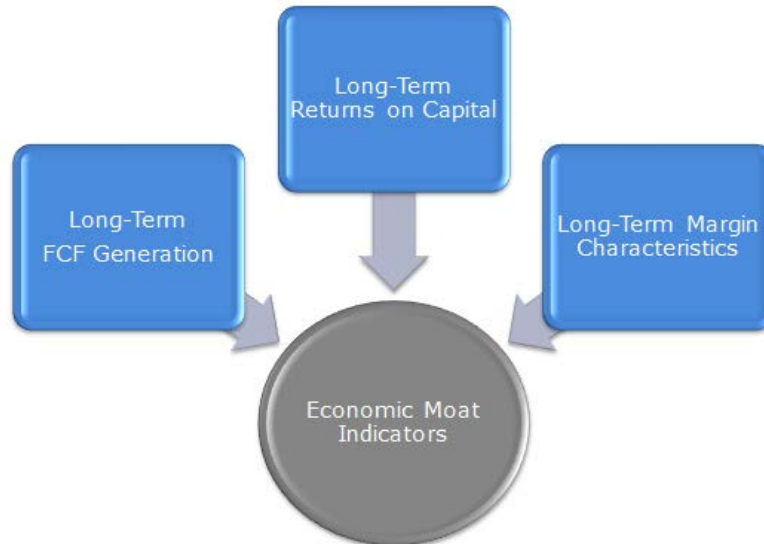 Long-Term
Returns on Capital
Long-Term
FCF Generation
Long-Term Margin
Characteristics
Economic Moat
Indicators